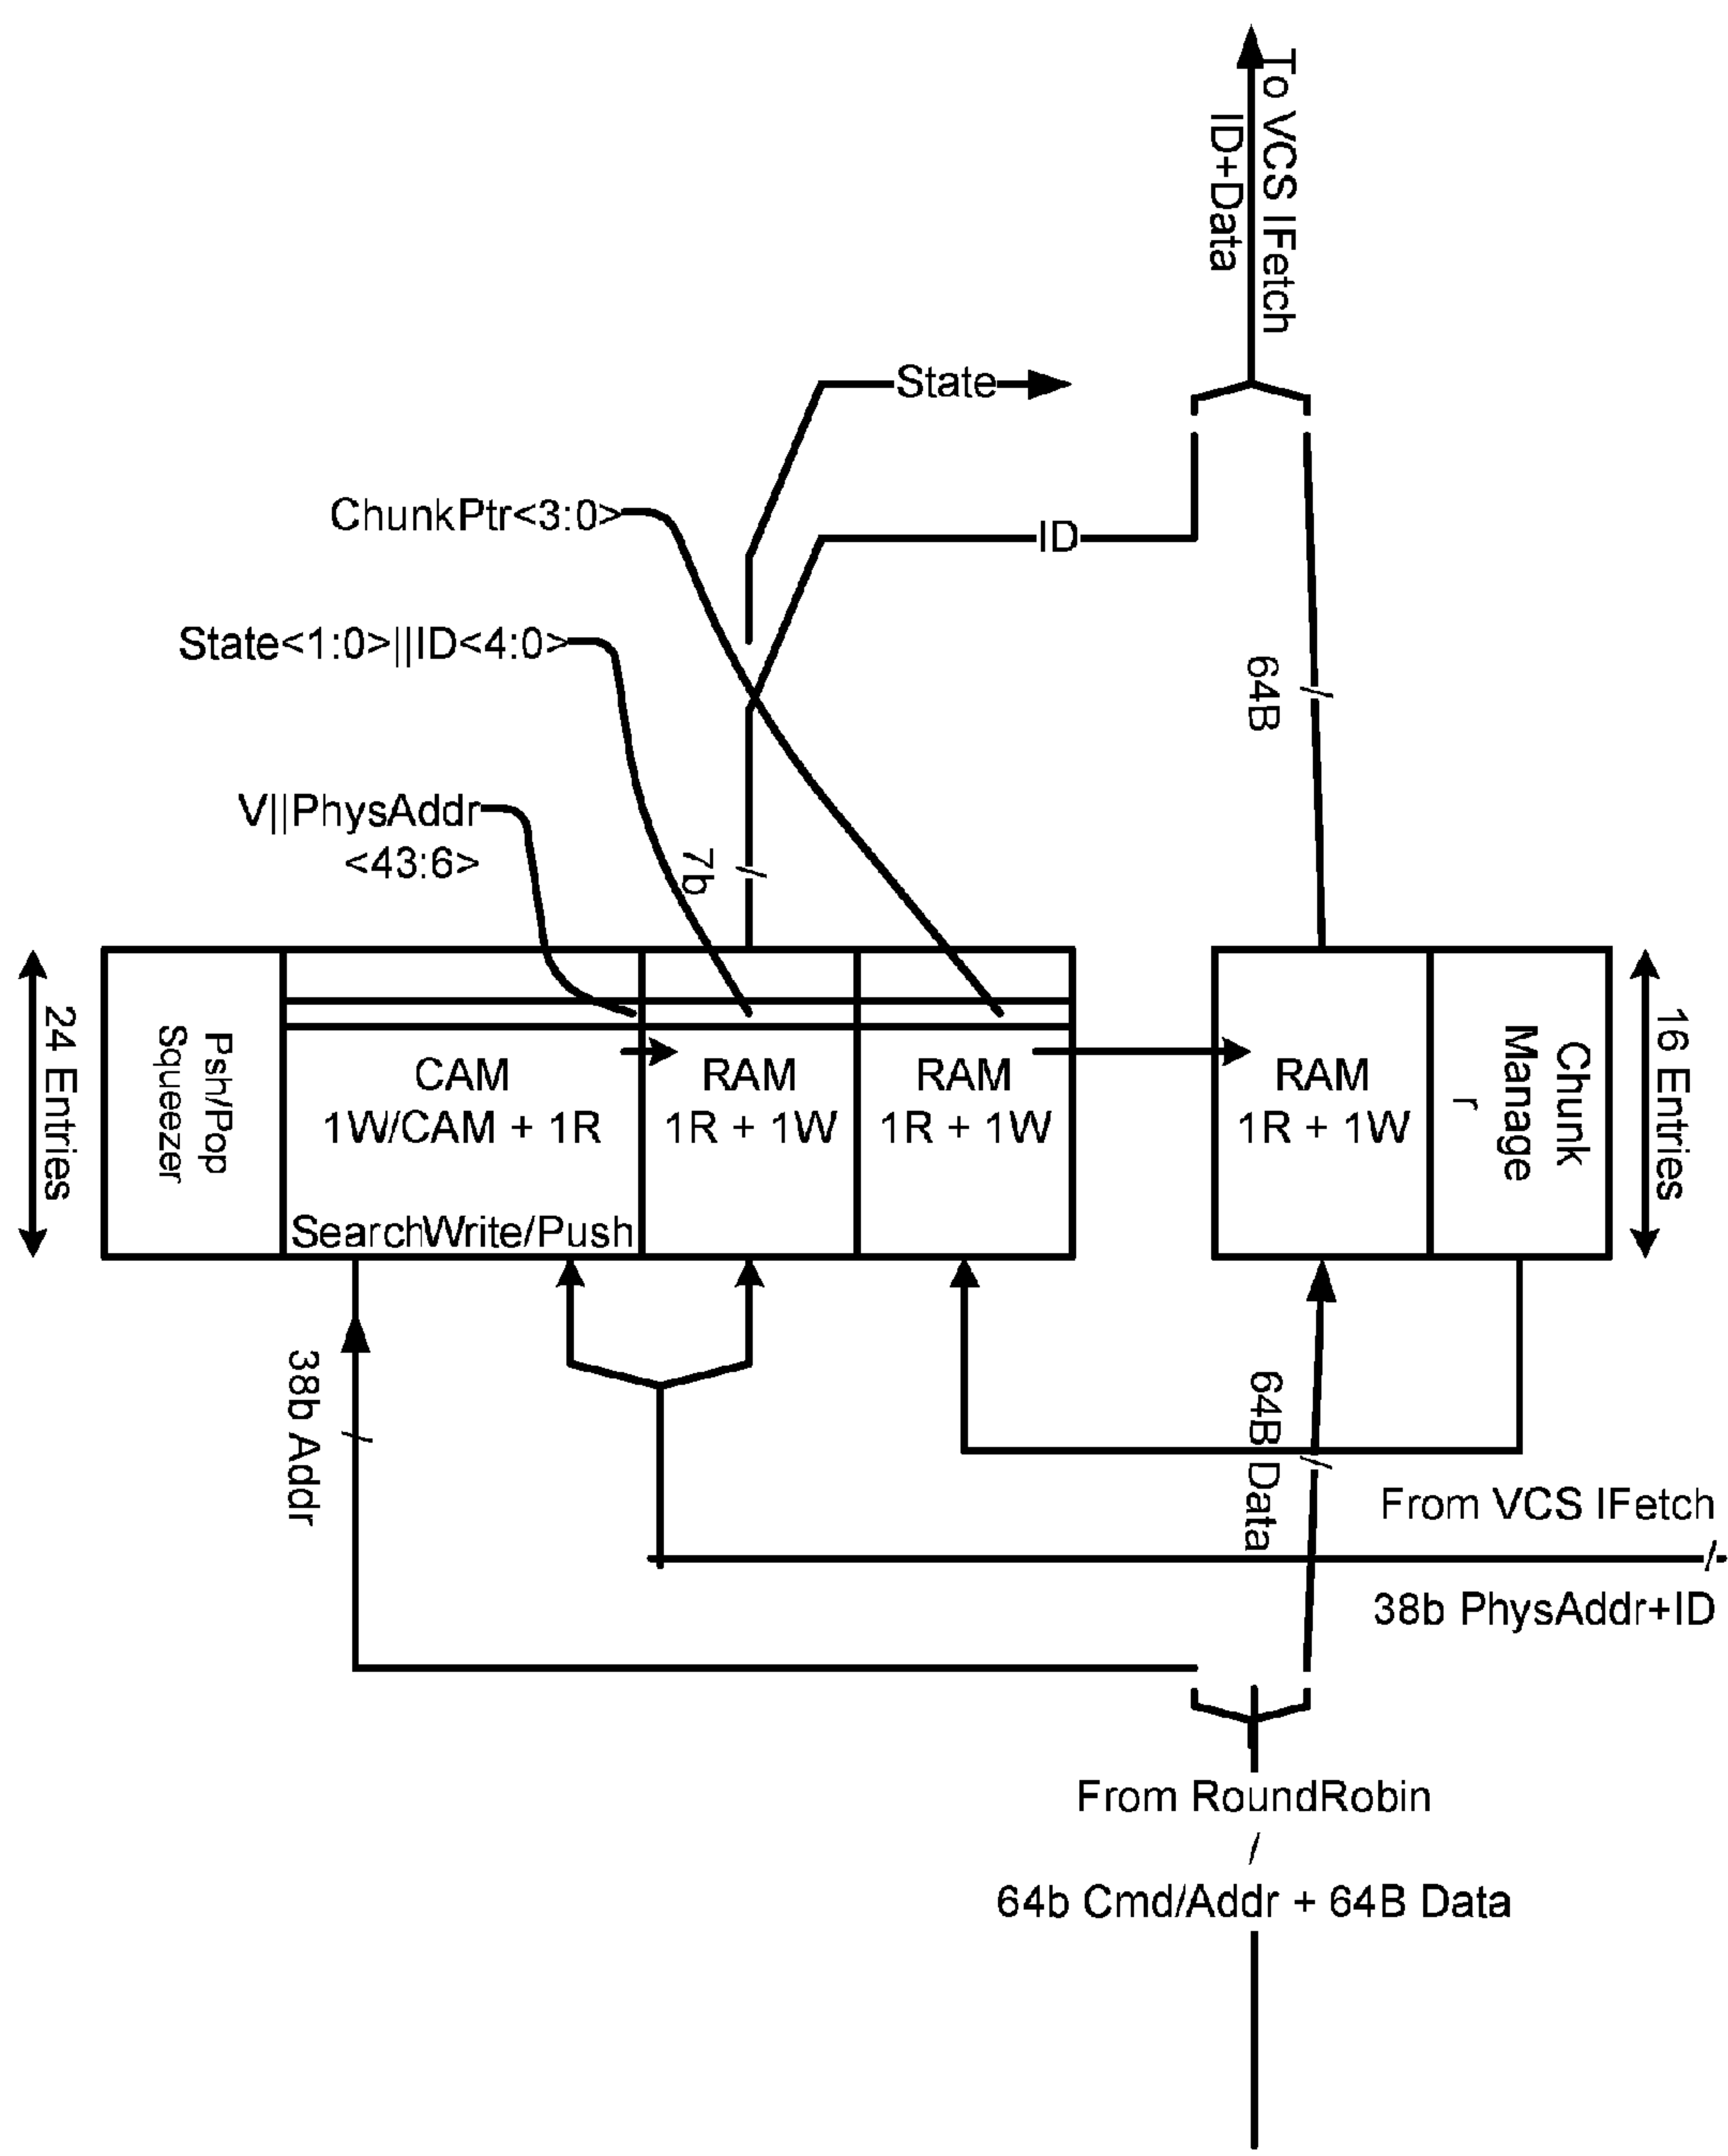 To VCS IFetch
ID+Data
State
ChunkPtr<3:0>
ID
State<1:0>||ID<4:0>
64B
V||PhysAddr
<43:6>
7b
24 Entries
Psh/Pop
Squeezer
CAM
1W/CAM + 1R
SearchWrite/Push
RAM
1R + 1W
RAM
1R + 1W
RAM
1R + 1W
Chunk
Manage
r
16 Entries
38b Addr
64B Data
From VCS IFetch
38b PhysAddr+ID
From RoundRobin
64b Cmd/Addr + 64B Data